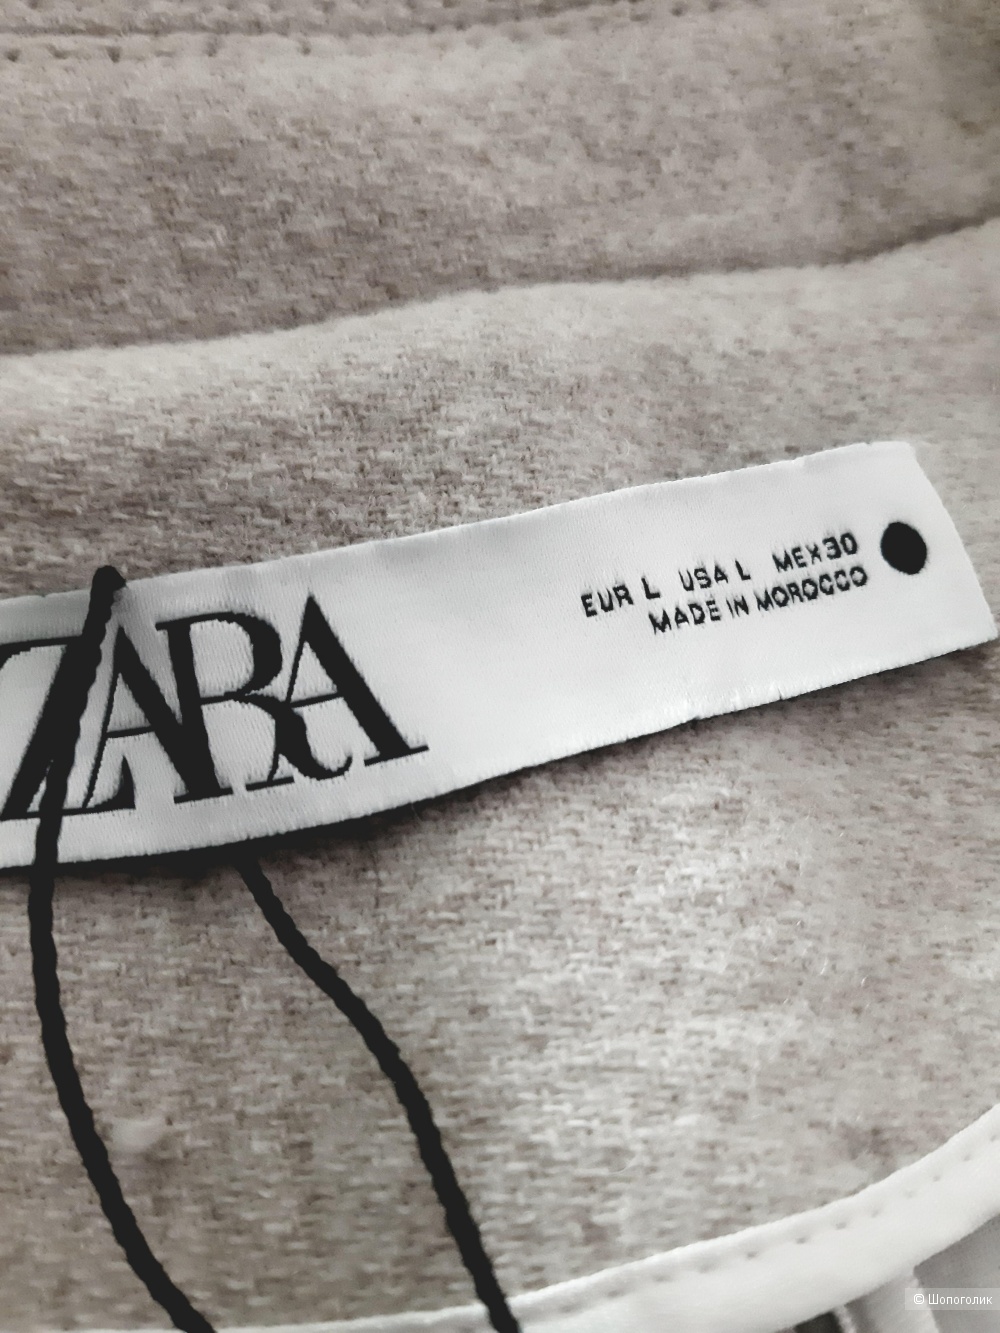 ZARA
EUR L USA L MEX 30
MADE IN MOROCCO
© Шопоголик